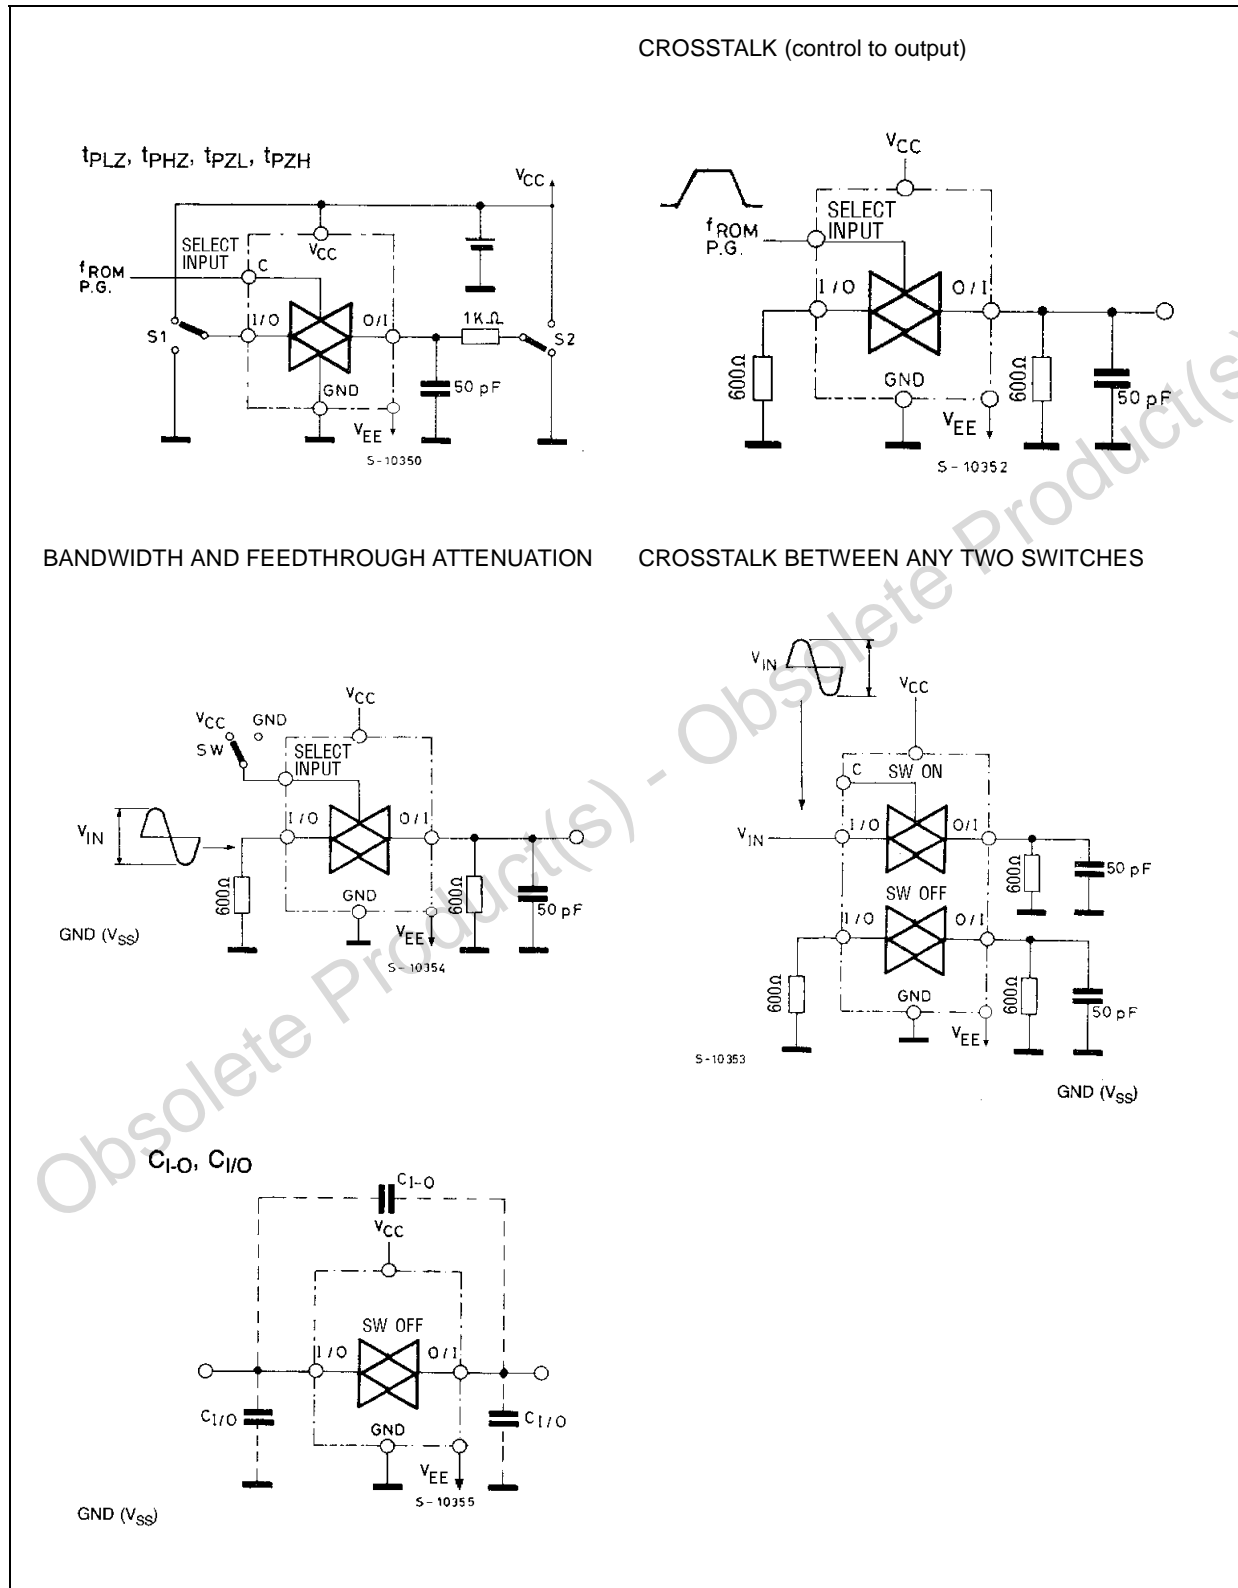 CROSSTALK (control to output)
tPLZ, tPHZ, tPZL, tPZH
VCC
SELECT
INPUT
VCC
fROM
P.G.
C
I/O
O/I
1KΩ
S1
S2
GND
50 pF
VEE
S-10350
VCC
SELECT
INPUT
fROM
P.G.
I/O
O/I
600Ω
GND
600Ω
50 pF
VEE
S-10352
BANDWIDTH AND FEEDTHROUGH ATTENUATION
CROSSTALK BETWEEN ANY TWO SWITCHES
VCC
VCC
GND
SW
SELECT
INPUT
VIN
I/O
O/I
600Ω
GND
600Ω
50 pF
VEE
GND (VSS)
S-10354
VIN
VCC
C
SW ON
VIN
I/O
O/I
600Ω
50 pF
SW OFF
I/O
O/I
600Ω
GND
600Ω
50 pF
VEE
S-10353
GND (VSS)
CI-O, CI/O
CI-O
VCC
SW OFF
I/O
O/I
CI/O
GND
CI/O
VEE
S-10355
GND (VSS)
Obsolete Product(s) - Obsolete Product(s)